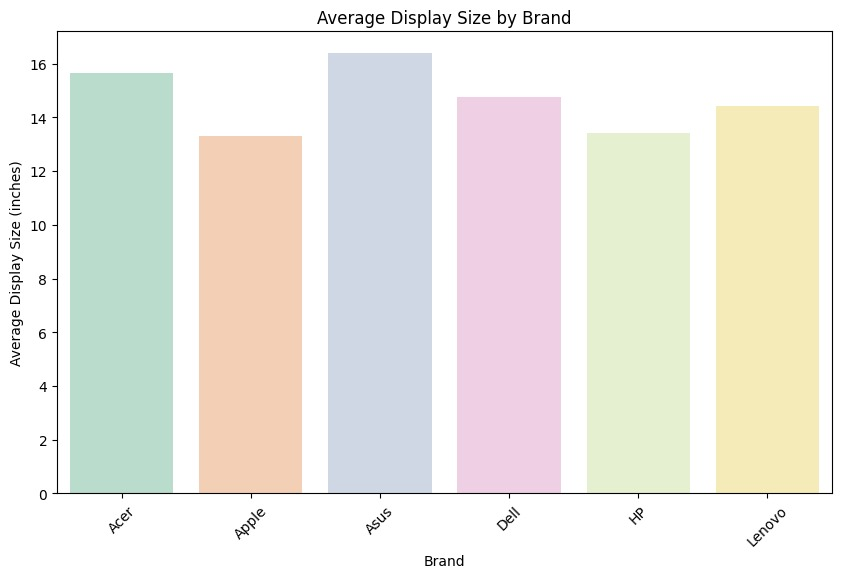 Average Display Size by Brand
Average Display Size (inches)
16
14
12
10
8
6
4
2
0
Acer
Apple
Asus
Dell
HP
Lenovo
Brand